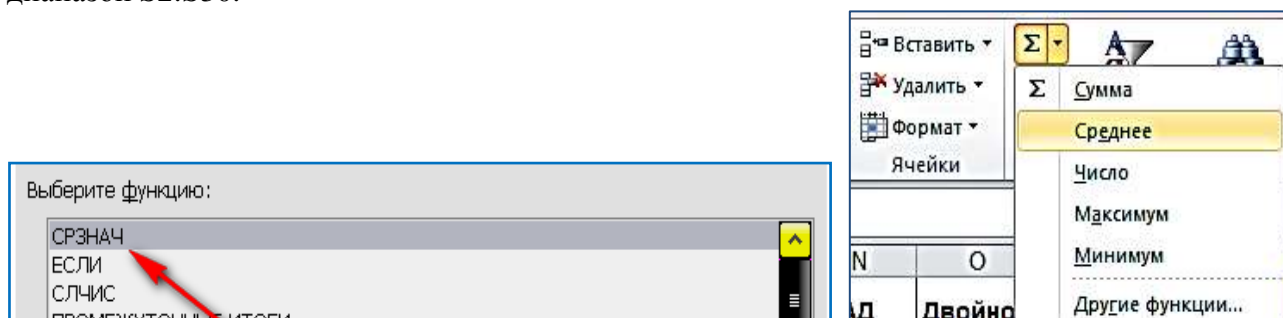 Выберите функцию:
СРЗНАЧ
ЕСЛИ
СЛЧИС
Вставить
Удалить
Формат
Ячейки
Σ
Σ Сумма
Среднее
Число
Максимум
Минимум
Другие функции...
N O
Двойно